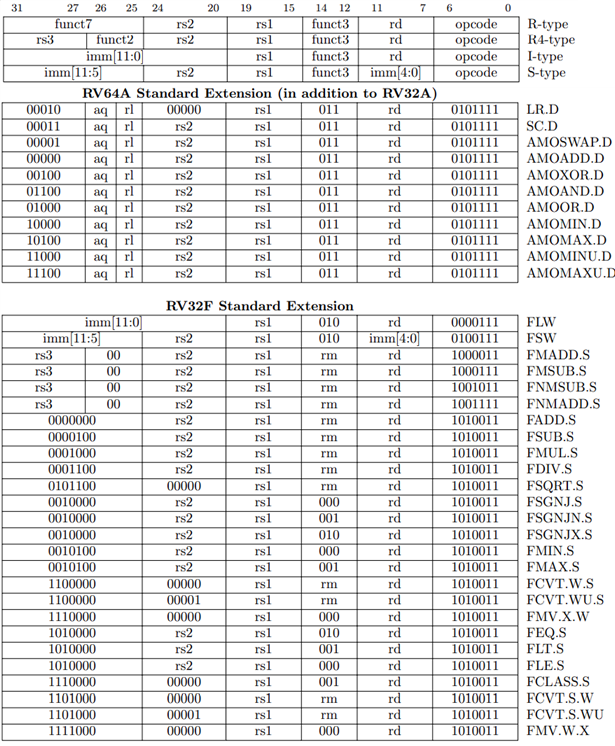 31 27 26 25 24 20 19 15 14 12 11 7 6 0
funct7 rs2 rs1 funct3 rd opcode R-type
rs3 funct2 rs2 rs1 funct3 rd opcode R4-type
imm[11:0] rs1 funct3 rd opcode I-type
imm[11:5] rs2 rs1 funct3 imm[4:0] opcode S-type
RV64A Standard Extension (in addition to RV32A)
00010 aq rl 00000 rs1 011 rd 0101111 LR.D
00011 aq rl rs2 rs1 011 rd 0101111 SC.D
00001 aq rl rs2 rs1 011 rd 0101111 AMOSWAP.D
00000 aq rl rs2 rs1 011 rd 0101111 AMOADD.D
00100 aq rl rs2 rs1 011 rd 0101111 AMOXOR.D
01100 aq rl rs2 rs1 011 rd 0101111 AMOAND.D
01000 aq rl rs2 rs1 011 rd 0101111 AMOOR.D
10000 aq rl rs2 rs1 011 rd 0101111 AMOMIN.D
10100 aq rl rs2 rs1 011 rd 0101111 AMOMAX.D
11000 aq rl rs2 rs1 011 rd 0101111 AMOMINU.D
11100 aq rl rs2 rs1 011 rd 0101111 AMOMAXU.D
RV32F Standard Extension
imm[11:0] rs1 010 rd 0000111 FLW
imm[11:5] rs2 rs1 010 imm[4:0] 0100111 FSW
rs3 00 rs2 rs1 rm rd 1000011 FMADD.S
rs3 00 rs2 rs1 rm rd 1000111 FMSUB.S
rs3 00 rs2 rs1 rm rd 1001011 FNMSUB.S
rs3 00 rs2 rs1 rm rd 1001111 FNMADD.S
0000000 rs2 rs1 rm rd 1010011 FADD.S
0000100 rs2 rs1 rm rd 1010011 FSUB.S
0001000 rs2 rs1 rm rd 1010011 FMUL.S
0001100 rs2 rs1 rm rd 1010011 FDIV.S
0101100 00000 rs1 rm rd 1010011 FSQRT.S
0010000 rs2 rs1 000 rd 1010011 FSGNJ.S
0010000 rs2 rs1 001 rd 1010011 FSGNJN.S
0010000 rs2 rs1 010 rd 1010011 FSGNJX.S
0010100 rs2 rs1 000 rd 1010011 FMIN.S
0010100 rs2 rs1 001 rd 1010011 FMAX.S
1100000 00000 rs1 rm rd 1010011 FCVT.W.S
1100000 00001 rs1 rm rd 1010011 FCVT.WU.S
1110000 00000 rs1 000 rd 1010011 FMV.X.W
1010000 rs2 rs1 010 rd 1010011 FEQ.S
1010000 rs2 rs1 001 rd 1010011 FLT.S
1010000 rs2 rs1 000 rd 1010011 FLE.S
1110000 00000 rs1 001 rd 1010011 FCLASS.S
1101000 00000 rs1 rm rd 1010011 FCVT.S.W
1101000 00001 rs1 rm rd 1010011 FCVT.S.WU
1111000 00000 rs1 000 rd 1010011 FMV.W.X